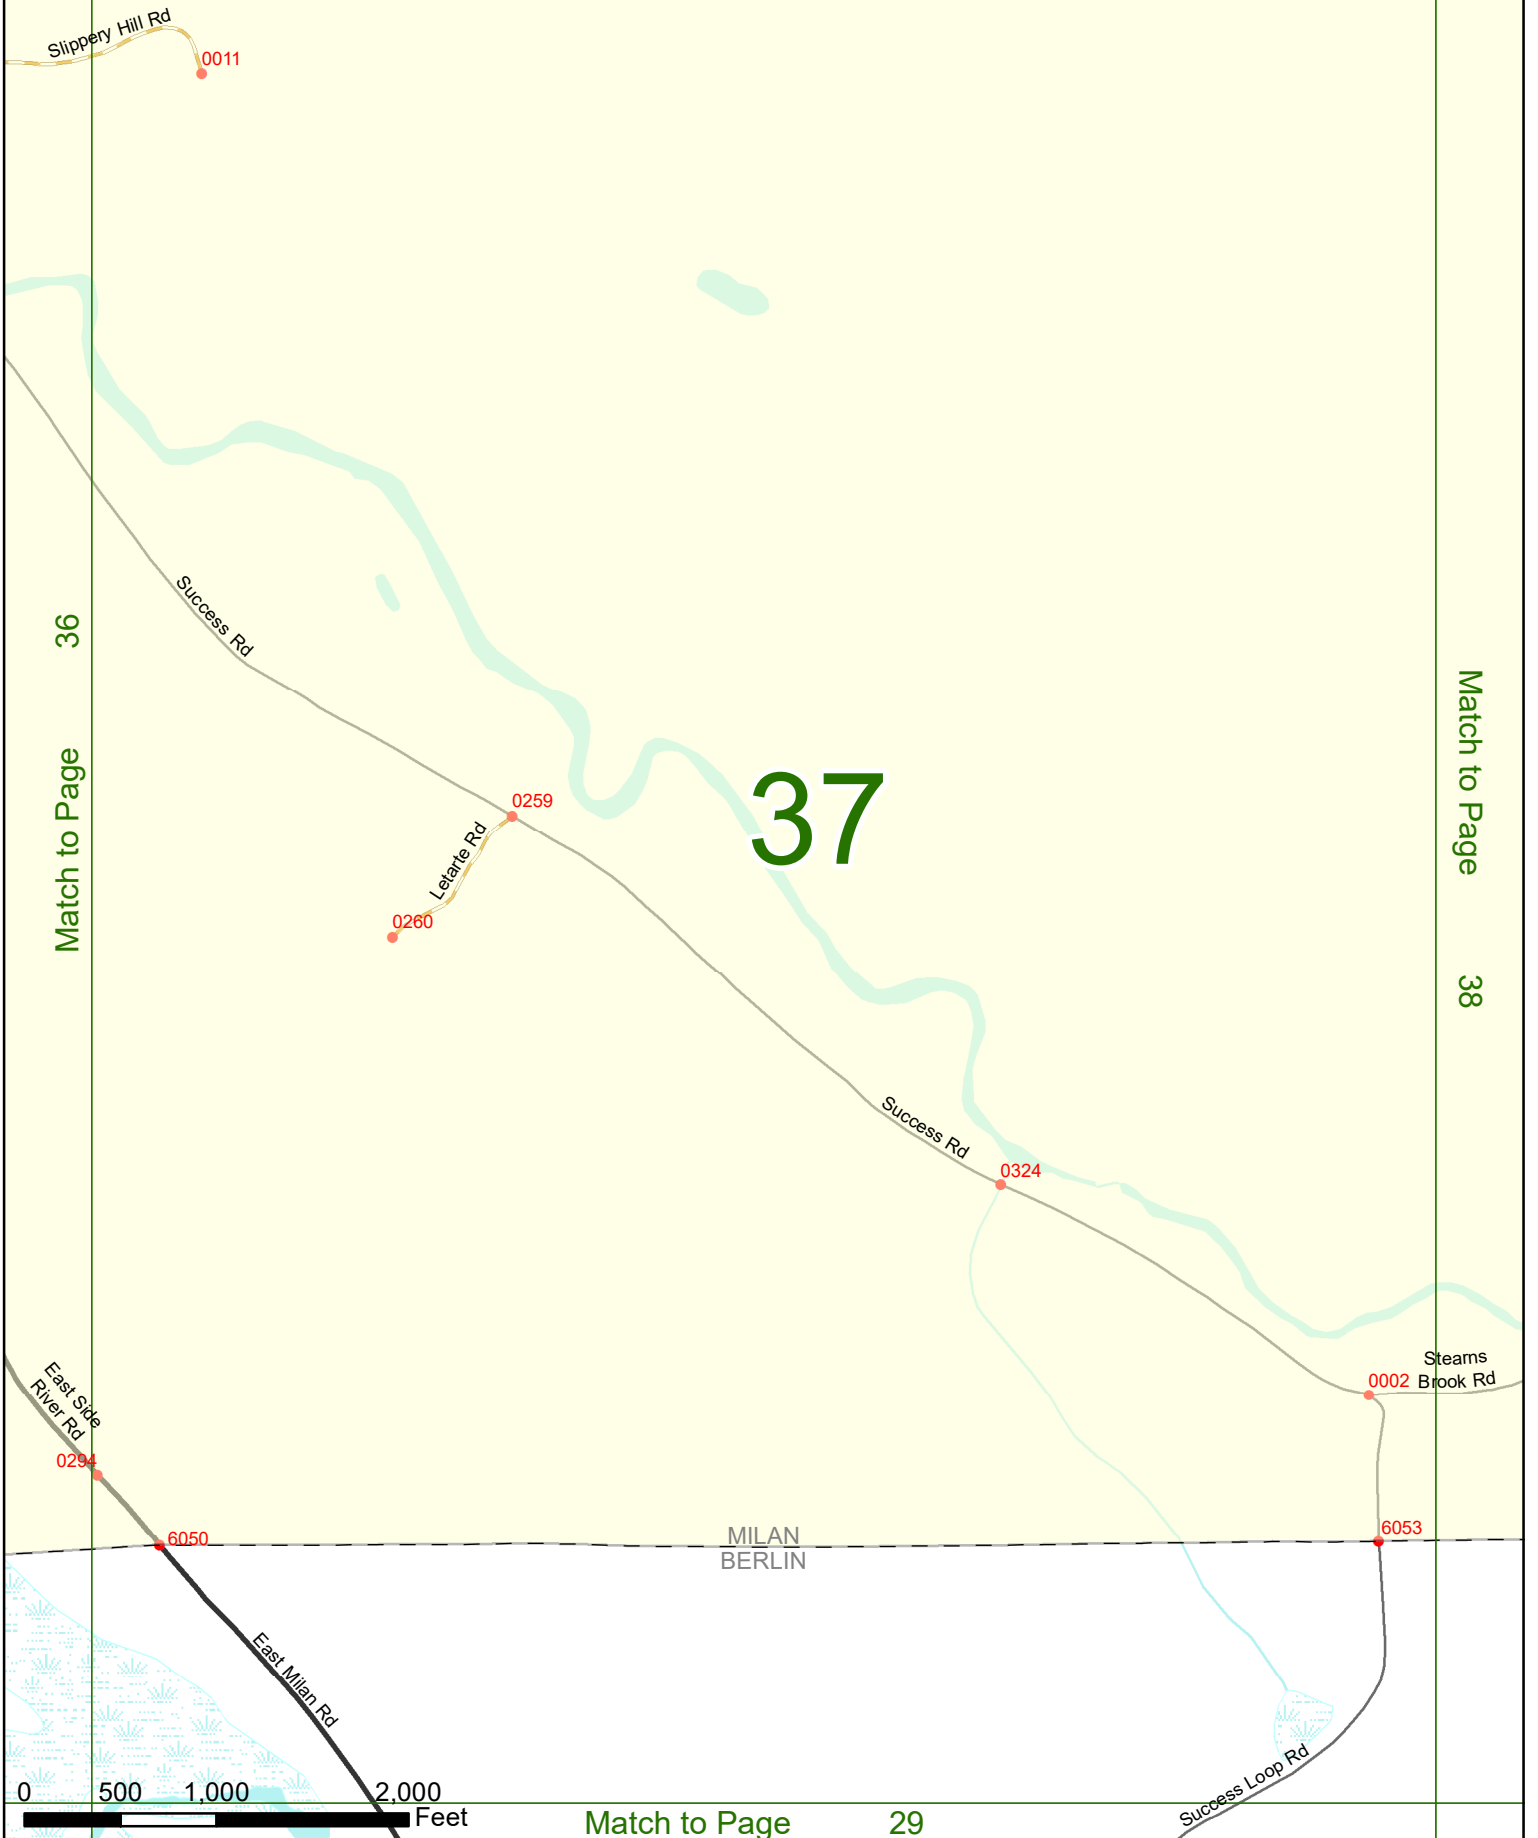 Slippery Hill Rd
0011
Success Rd
36
Match to Page
Match to Page
38
37
0259
Letarte Rd
0260
Success Rd
0324
Stearns
Brook Rd
0002
East Side
River Rd
0294
6050
MILAN
BERLIN
6053
East Milan Rd
Success Loop Rd
0 500 1,000 2,000
Feet
Match to Page 29